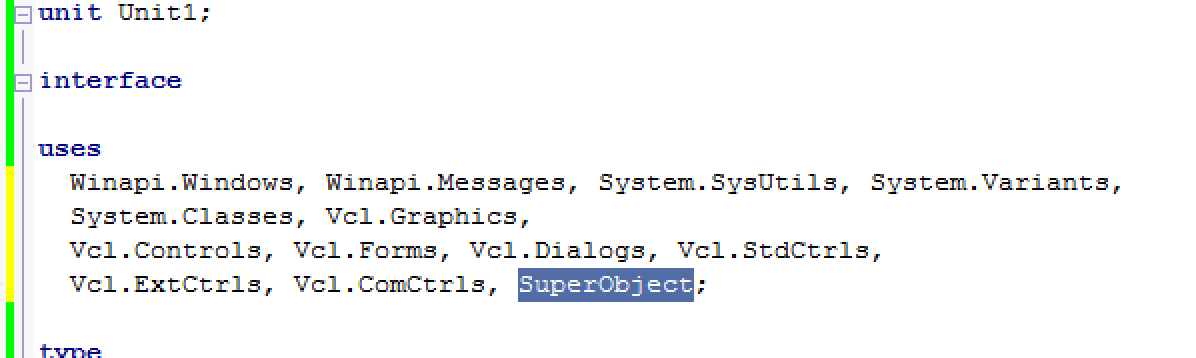 unit Unit1;
interface
uses
Winapi.Windows, Winapi.Messages, System.SysUtils, System.Variants,
System.Classes, Vcl.Graphics,
Vcl.Controls, Vcl.Forms, Vcl.Dialogs, Vcl.StdCtrls,
Vcl.ExtCtrls, Vcl.ComCtrls, SuperObject;
type